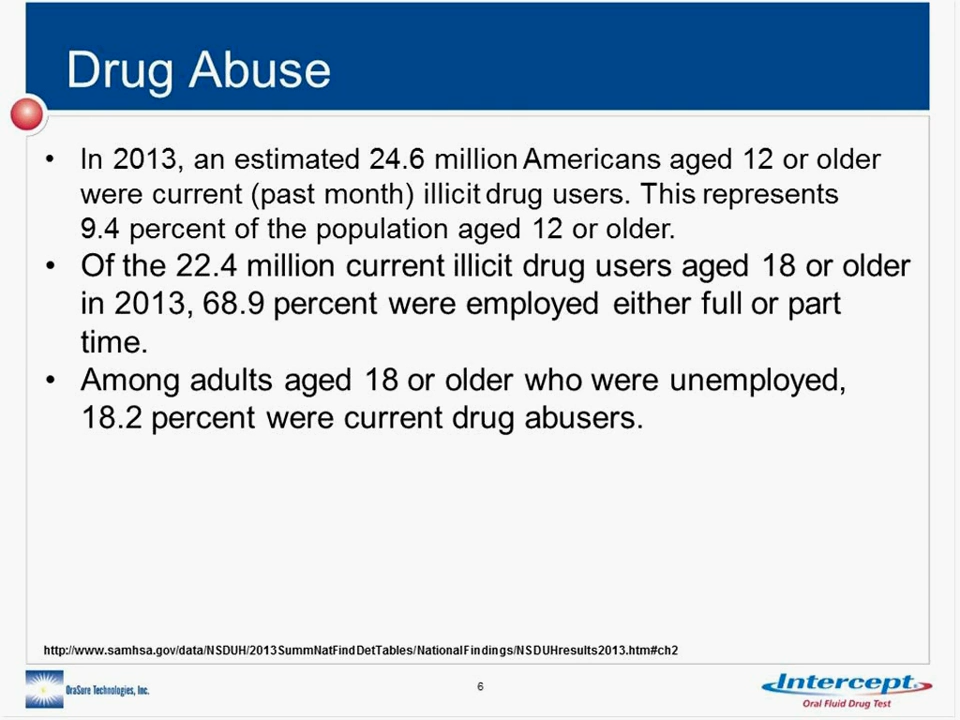 Drug Abuse
• In 2013, an estimated 24.6 million Americans aged 12 or older
were current (past month) illicit drug users. This represents
9.4 percent of the population aged 12 or older.
• Of the 22.4 million current illicit drug users aged 18 or older
in 2013, 68.9 percent were employed either full or part
time.
• Among adults aged 18 or older who were unemployed,
18.2 percent were current drug abusers.
http://www.samhsa.gov/data/NSDUH/2013SummNatFindDetTables/NationalFindings/NSDUHresults2013.htm#ch2
OraSure Technologies, Inc.
6
Intercept
Oral Fluid Drug Test